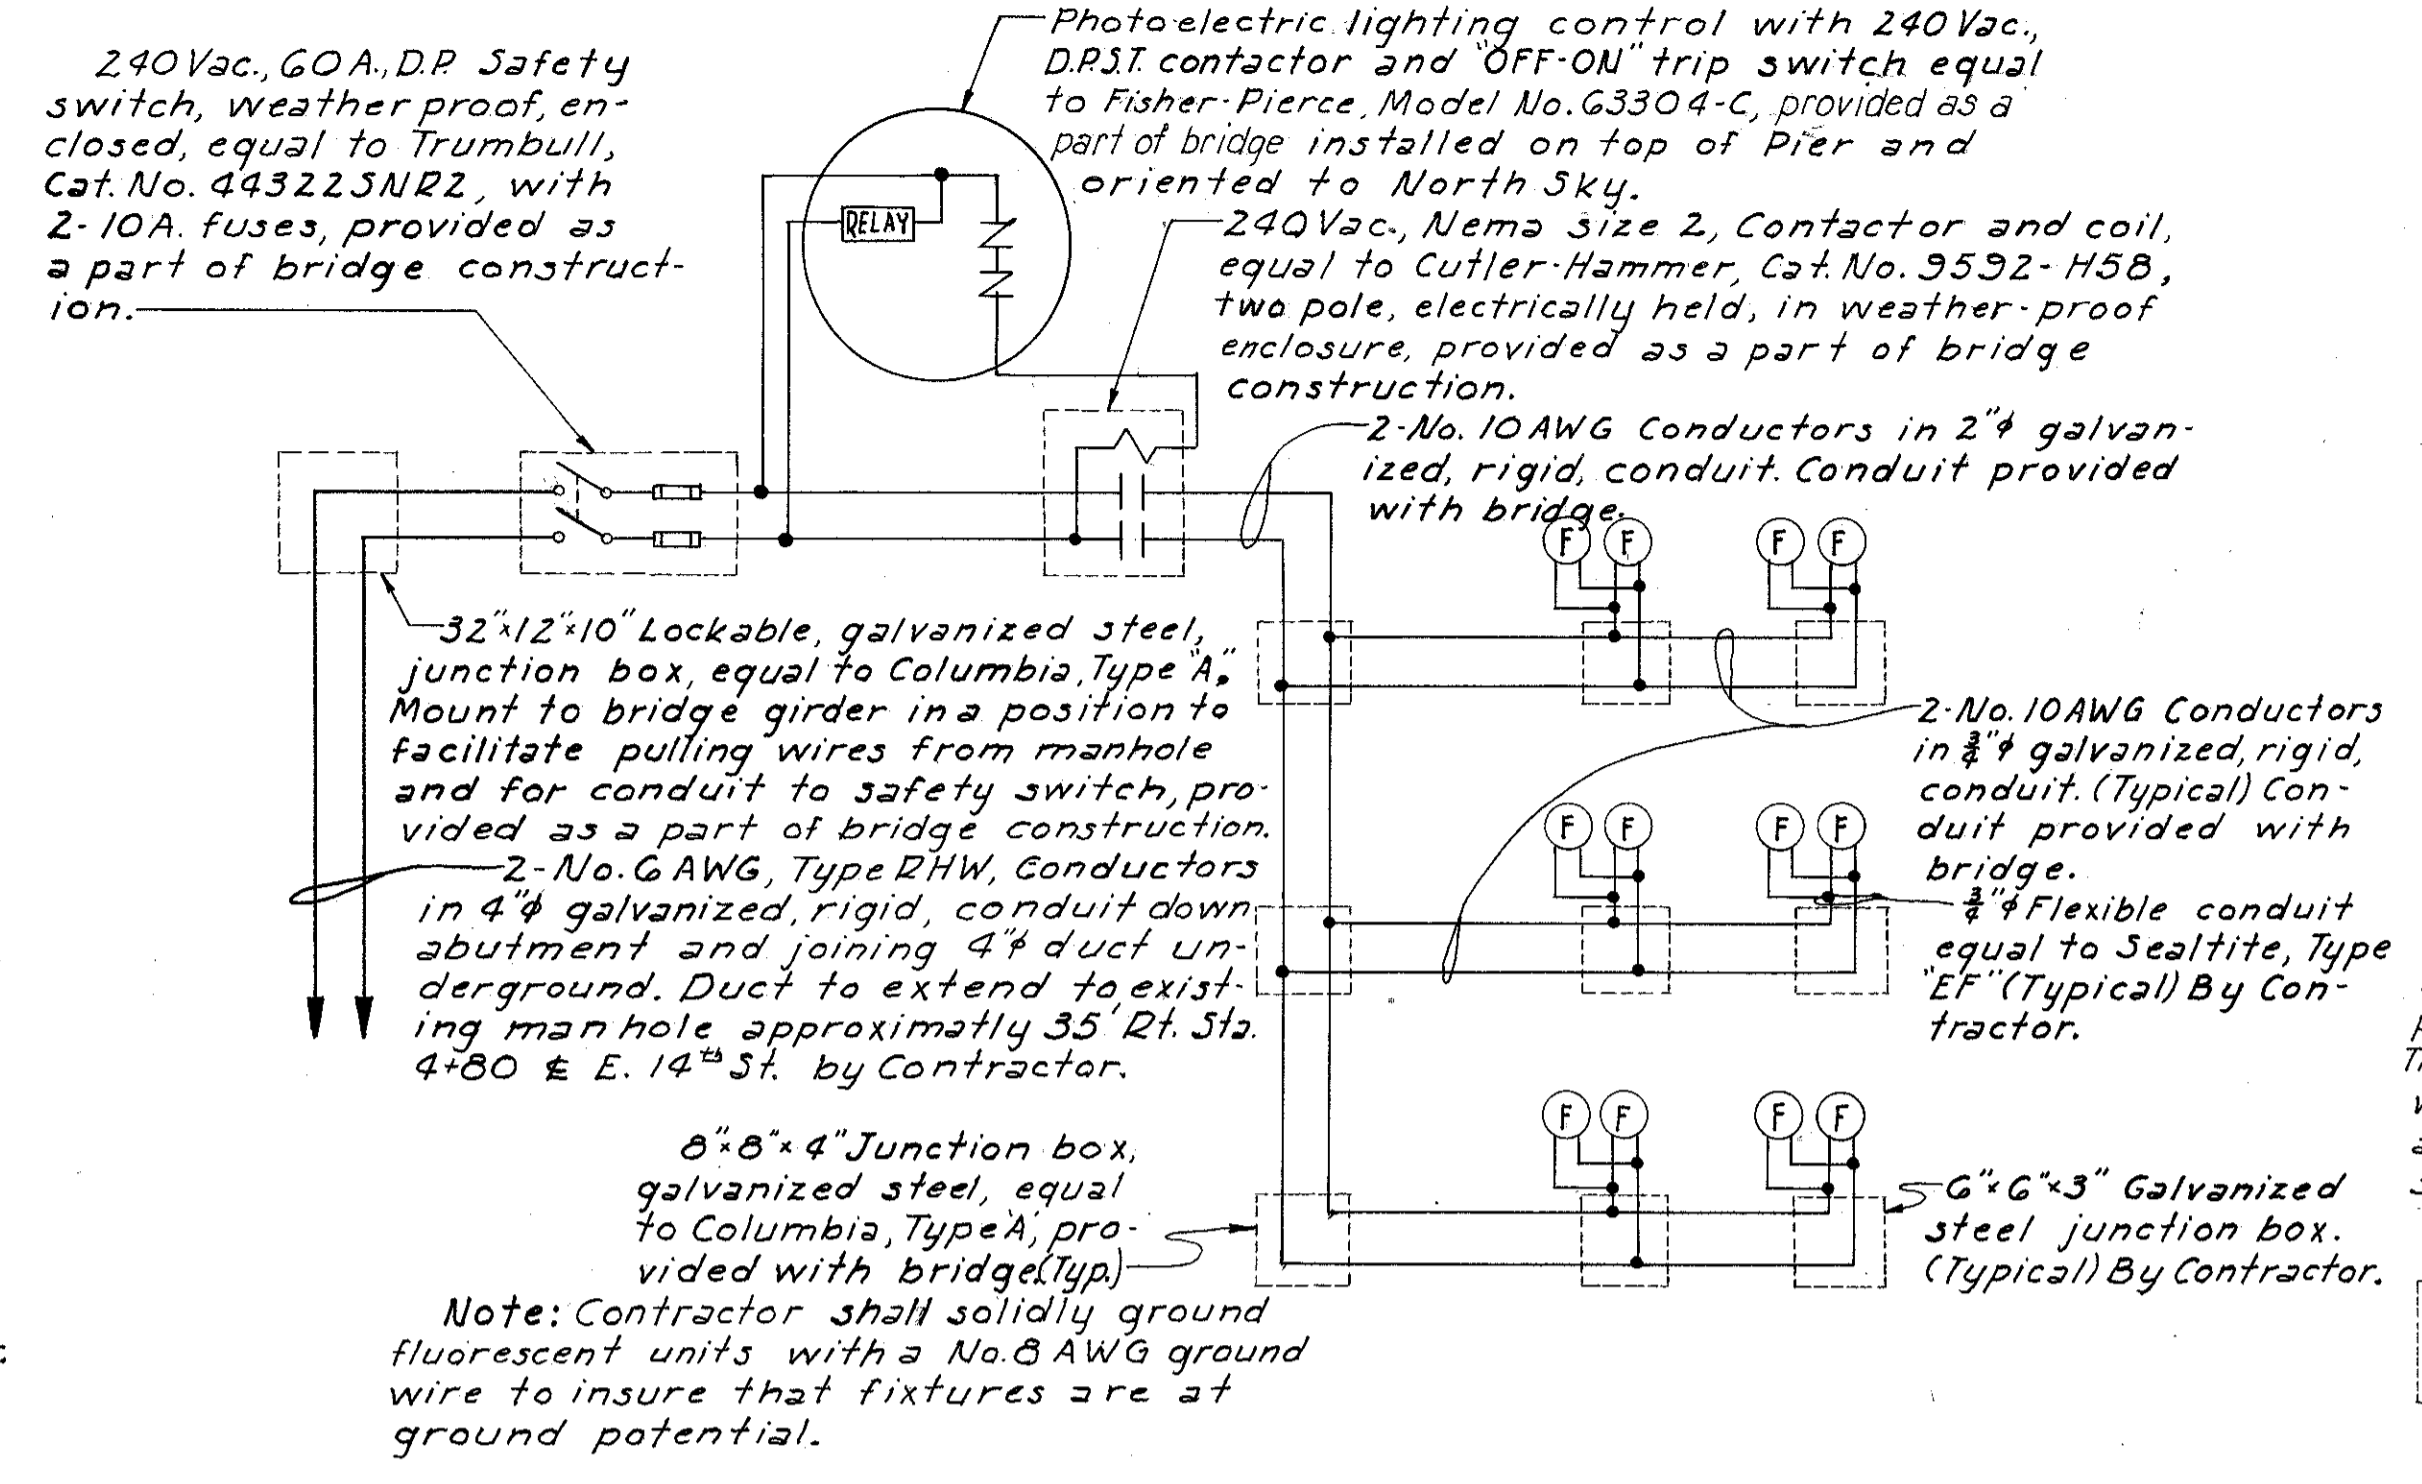 240 Vac., 60 A., D.P. Safety
switch, weather proof, en-
closed, equal to Trumbull,
Cat. No. 44322SNR2, with
2-10A. fuses, provided as
a part of bridge construct-
ion.
Photoelectric lighting control with 240 Vac.,
D.P.S.T. contactor and "OFF-ON" trip switch equal
to Fisher-Pierce, Model No. 63304-C, provided as a
part of bridge installed on top of Pier and
oriented to North Sky.
RELAY
240 Vac., Nema size 2, Contactor and coil,
equal to Cutler-Hammer, Cat. No. 9592-H58,
two pole, electrically held, in weather-proof
enclosure, provided as a part of bridge
construction.
2-No. 10 AWG Conductors in 2"ϕ galvan-
ized, rigid, conduit. Conduit provided
with bridge.
F F F F
32"x12"x10" Lockable, galvanized steel,
junction box, equal to Columbia, Type "A."
Mount to bridge girder in a position to
facilitate pulling wires from manhole
and for conduit to safety switch, pro-
vided as a part of bridge construction.
2-No. 10 AWG Conductors
in 3/4"ϕ galvanized, rigid,
conduit. (Typical) Con-
duit provided with
bridge.
F F F F
2-No. 6 AWG, Type RHW, Conductors
in 4"ϕ galvanized, rigid, conduit down
abutment and joining 4"ϕ duct un-
derground. Duct to extend to exist-
ing manhole approximatly 35' Rt. Sta.
4+80 ℄ E. 14th St. by Contractor.
3/4"ϕ Flexible conduit
equal to Sealtite, Type
"EF" (Typical) By Con-
tractor.
F F F F
8"x8"x4" Junction box,
galvanized steel, equal
to Columbia, Type 'A', pro-
vided with bridge.(Typ.)
6"x6"x3" Galvanized
steel junction box.
(Typical) By Contractor.
Note: Contractor shall solidly ground
fluorescent units with a No. 8 AWG ground
wire to insure that fixtures are at
ground potential.